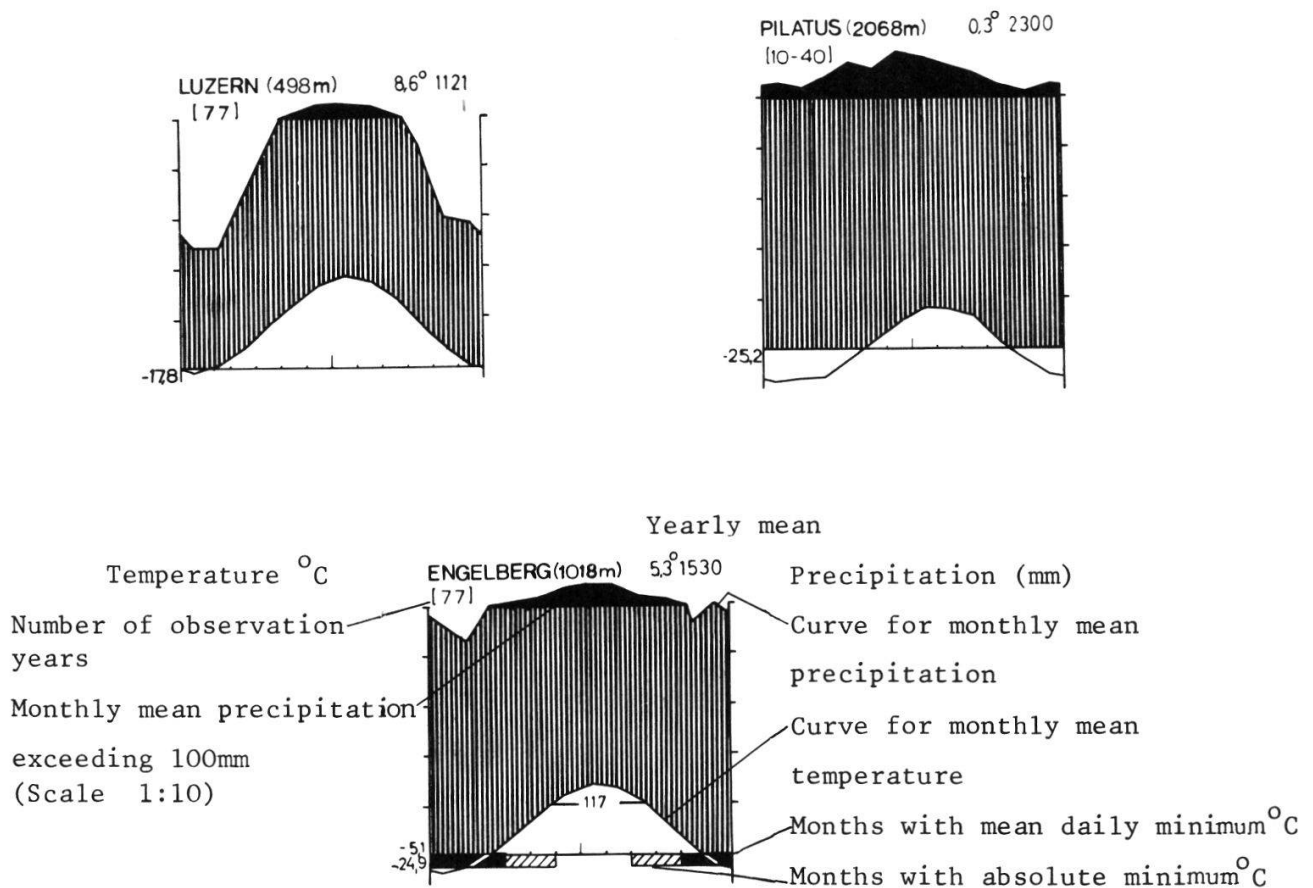 PILATUS (2068m) 0,3° 2300
[10-40]
LUZERN (498m) 8,6° 1121
[77]
-17,8
-25,2
Yearly mean
Temperature °C
ENGELBERG (1018m) 5,3° 1530
Precipitation (mm)
[77]
Number of observation
years
Curve for monthly mean
precipitation
Monthly mean precipitation
exceeding 100mm
(Scale 1:10)
Curve for monthly mean
temperature
117
-5,1
-24,9
Months with mean daily minimum °C
Months with absolute minimum °C